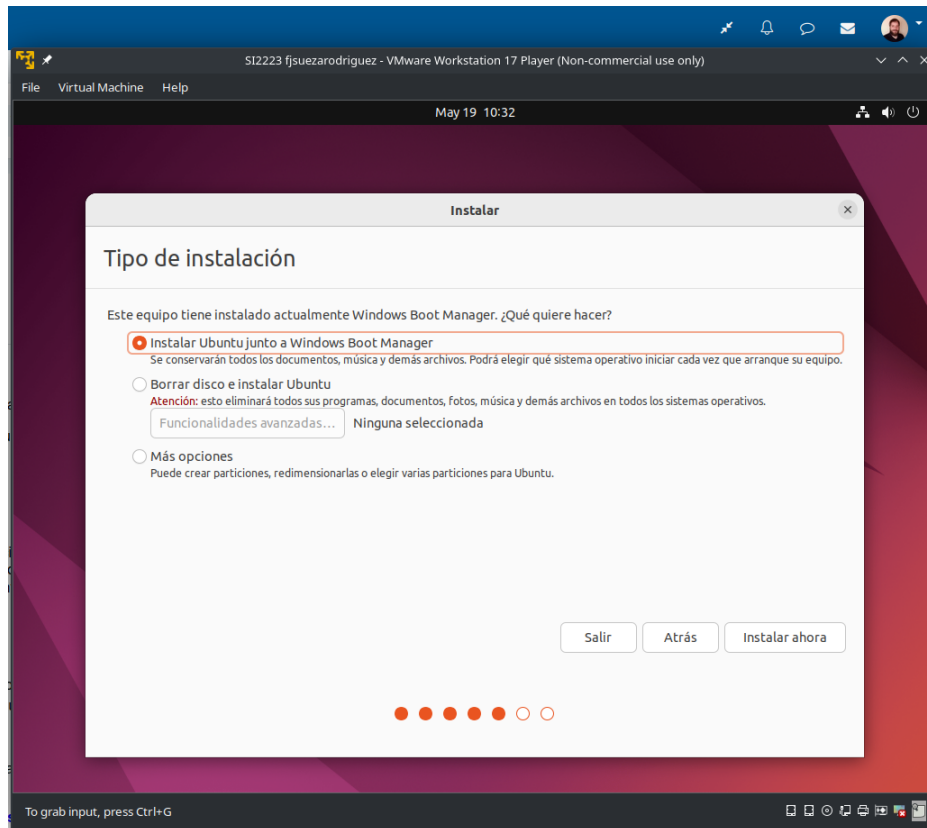 SI2223 fjsuezarodriguez - VMware Workstation 17 Player (Non-commercial use only)
File Virtual Machine Help
May 19 10:32
Instalar
Tipo de instalación
Este equipo tiene instalado actualmente Windows Boot Manager. ¿Qué quiere hacer?
Instalar Ubuntu junto a Windows Boot Manager
Se conservarán todos los documentos, música y demás archivos. Podrá elegir qué sistema operativo iniciar cada vez que arranque su equipo.
Borrar disco e instalar Ubuntu
Atención: esto eliminará todos sus programas, documentos, fotos, música y demás archivos en todos los sistemas operativos.
Funcionalidades avanzadas... Ninguna seleccionada
Más opciones
Puede crear particiones, redimensionarlas o elegir varias particiones para Ubuntu.
Salir Atrás Instalar ahora
To grab input, press Ctrl+G